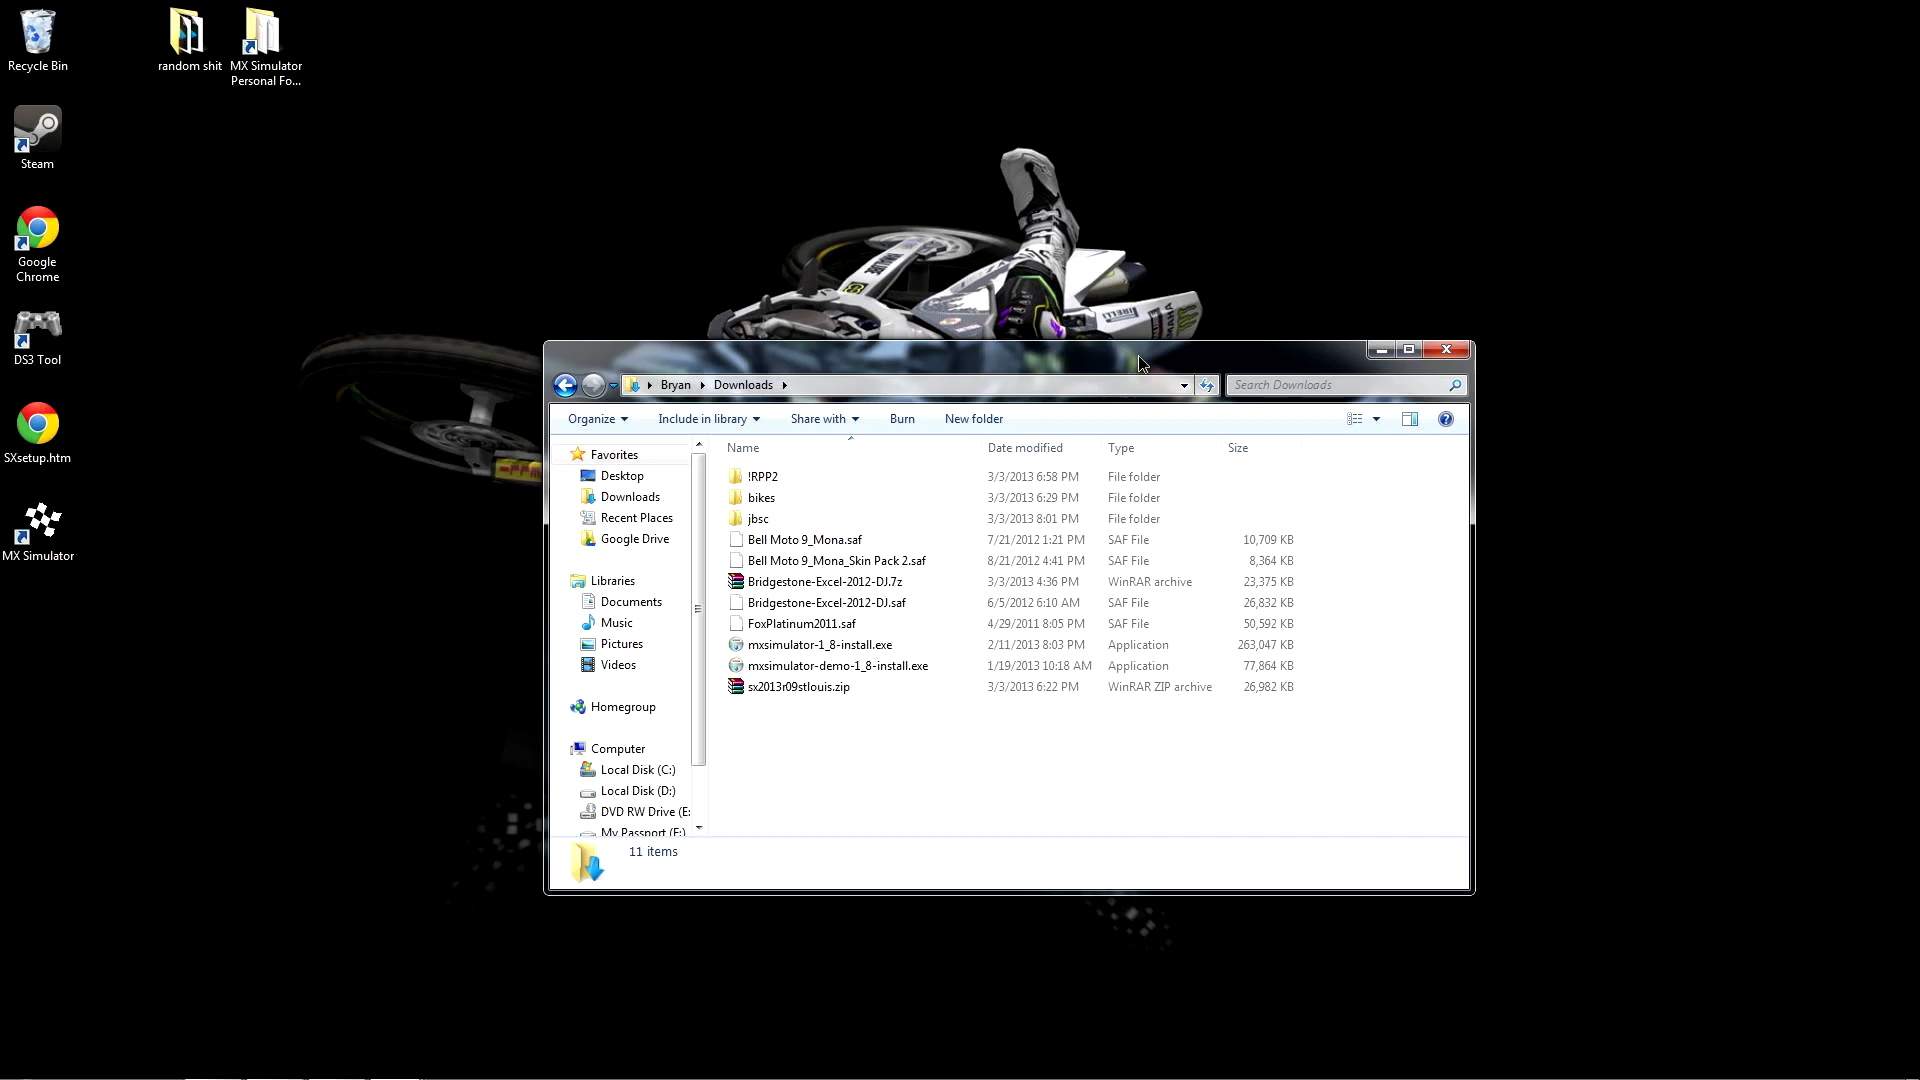 Recycle Bin
random shit
MX Simulator
Personal Fo...
Steam
Google
Chrome
DS3 Tool
SXsetup.htm
MX Simulator
PIRELLI
Bryan
Downloads
Search Downloads
Organize
Include in library
Share with
Burn
New folder
Favorites
Desktop
Downloads
Recent Places
Google Drive
Libraries
Documents
Music
Pictures
Videos
Homegroup
Computer
Local Disk (C:)
Local Disk (D:)
DVD RW Drive (E:
My Passport (F:)
Name Date modified Type Size
!RPP2 3/3/2013 6:58 PM File folder
bikes 3/3/2013 6:29 PM File folder
jbsc 3/3/2013 8:01 PM File folder
Bell Moto 9_Mona.saf 7/21/2012 1:21 PM SAF File 10,709 KB
Bell Moto 9_Mona_Skin Pack 2.saf 8/21/2012 4:41 PM SAF File 8,364 KB
Bridgestone-Excel-2012-DJ.7z 3/3/2013 4:36 PM WinRAR archive 23,375 KB
Bridgestone-Excel-2012-DJ.saf 6/5/2012 6:10 AM SAF File 26,832 KB
FoxPlatinum2011.saf 4/29/2011 8:05 PM SAF File 50,592 KB
mxsimulator-1_8-install.exe 2/11/2013 8:03 PM Application 263,047 KB
mxsimulator-demo-1_8-install.exe 1/19/2013 10:18 AM Application 77,864 KB
sx2013r09stlouis.zip 3/3/2013 6:22 PM WinRAR ZIP archive 26,982 KB
11 items